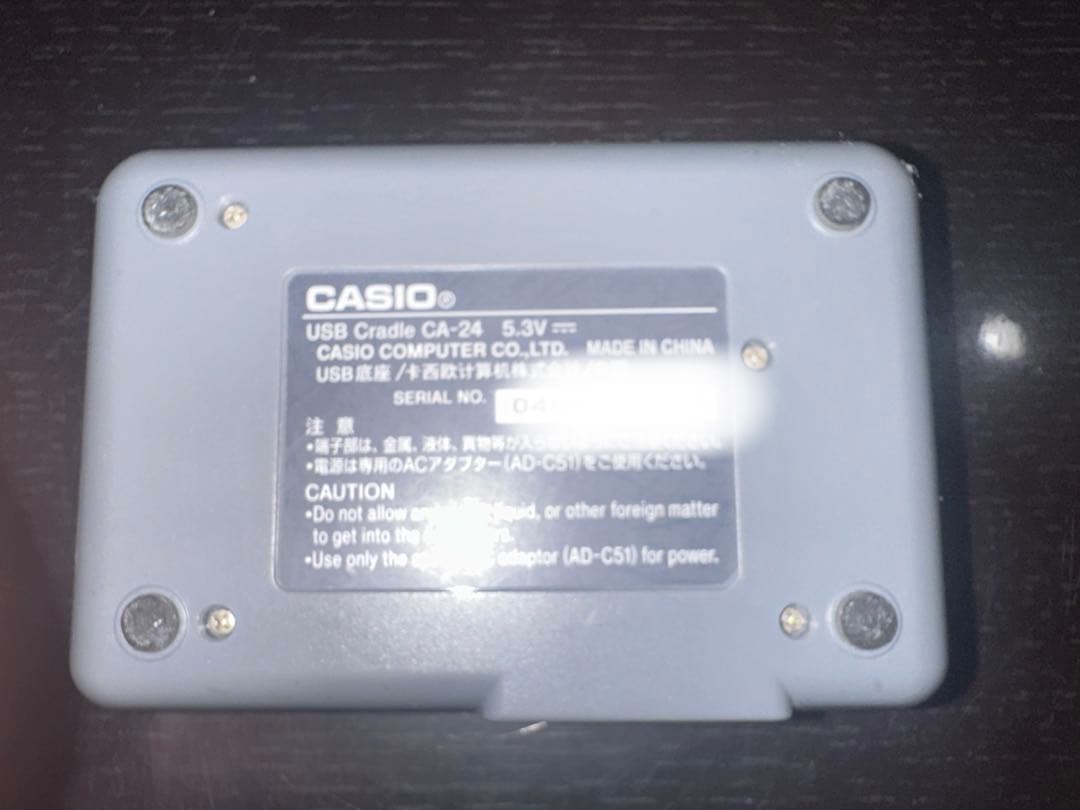 CASIO®
USB Cradle CA-24 5.3V ⎓
CASIO COMPUTER CO.,LTD. MADE IN CHINA
USB底座 /卡西欧计算机株式会社
SERIAL NO. 04
注 意
•端子部は、金属、液体、異物等が入らない
•電源は専用のACアダプター(AD-C51)をご使用ください。
CAUTION
•Do not allow liquid, or other foreign matter
to get into the
•Use only the adaptor (AD-C51) for power.